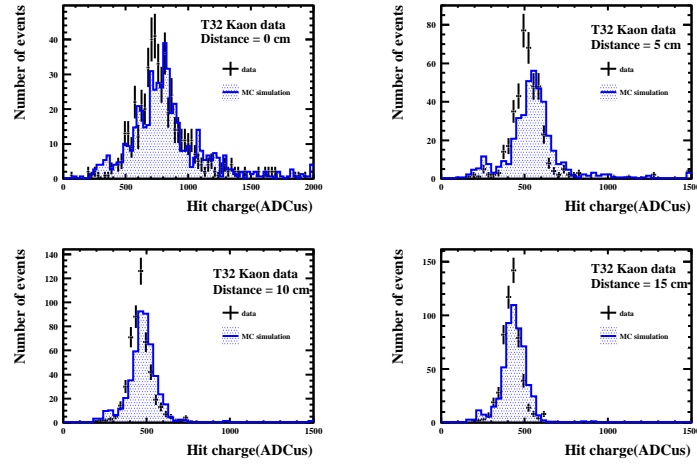 T32 Kaon data
Distance = 0 cm
data
MC simulation
Number of events
0
10
20
30
40
50
0
500
1000
1500
2000
Hit charge(ADCus)
T32 Kaon data
Distance = 5 cm
data
MC simulation
Number of events
0
20
40
60
80
0
500
1000
1500
Hit charge(ADCus)
T32 Kaon data
Distance = 10 cm
data
MC simulation
Number of events
0
20
40
60
80
100
120
140
0
500
1000
1500
Hit charge(ADCus)
T32 Kaon data
Distance = 15 cm
data
MC simulation
Number of events
0
50
100
150
0
500
1000
1500
Hit charge(ADCus)